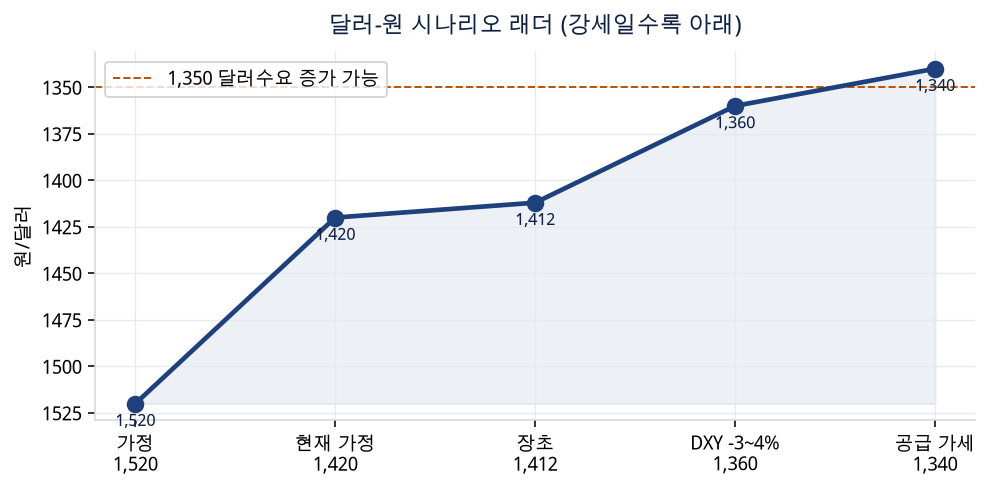 달러-원 시나리오 래더 (강세일수록 아래)
1,350 달러수요 증가 가능
원/달러
1350
1375
1400
1425
1450
1475
1500
1525
1,520
1,420
1,412
1,360
1,340
가정
1,520
현재 가정
1,420
장초
1,412
DXY -3~4%
1,360
공급 가세
1,340